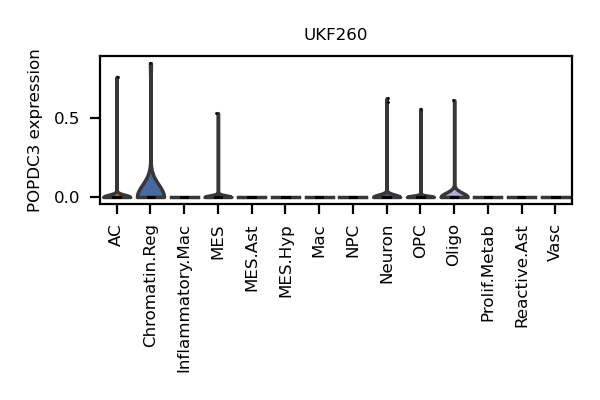 UKF260
POPDC3 expression
0.5
0.0
AC
Chromatin.Reg
Inflammatory.Mac
MES
MES.Ast
MES.Hyp
Mac
NPC
Neuron
OPC
Oligo
Prolif.Metab
Reactive.Ast
Vasc